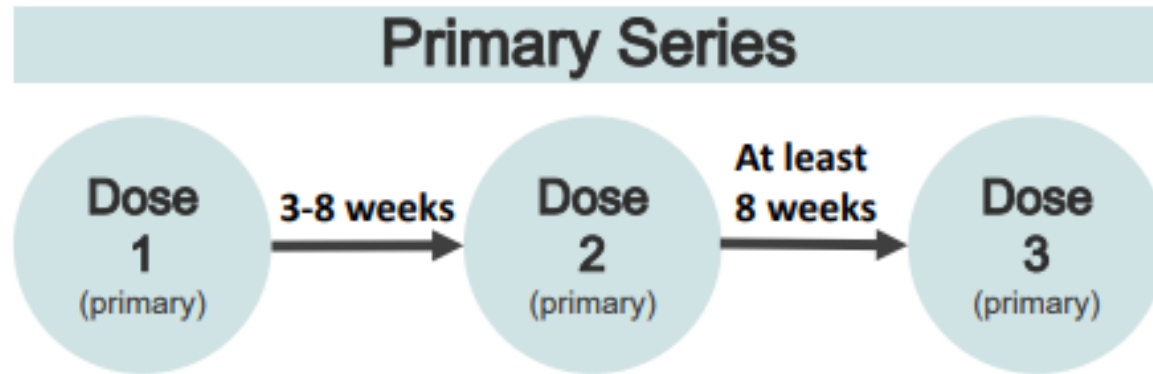 Primary Series
Dose
1
(primary)
3-8 weeks
Dose
2
(primary)
At least
8 weeks
Dose
3
(primary)